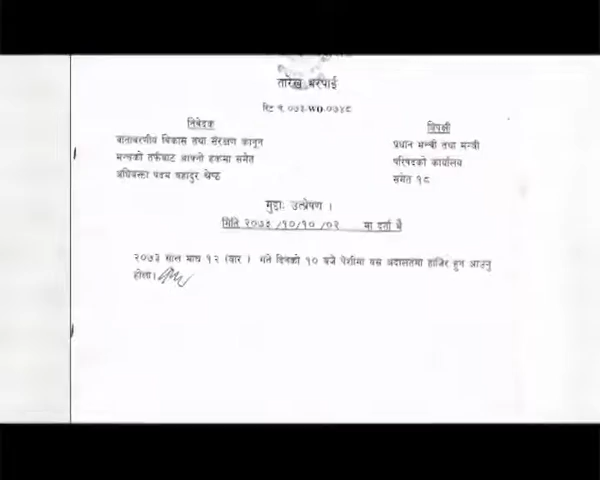 तारेख भरपाई
रिट नं. ०७३-WO-०७४८
निवेदक
विपक्षी
वातावरणीय विकास तथा संरक्षण कानून
मञ्चको तर्फबाट आफ्नो हकमा समेत
अधिवक्ता पदम बहादुर श्रेष्ठ
प्रधान मन्त्री तथा मन्त्री
परिषदको कार्यालय
समेत १८
मुद्दाः उत्प्रेषण ।
मिति २०७३ /१०/१० /०२ मा दर्ता भै
२०७३ साल माघ १२ (बार ) गते दिनको १० बजे पेशीमा यस अदालतमा हाजिर हुन आउनु
होला।